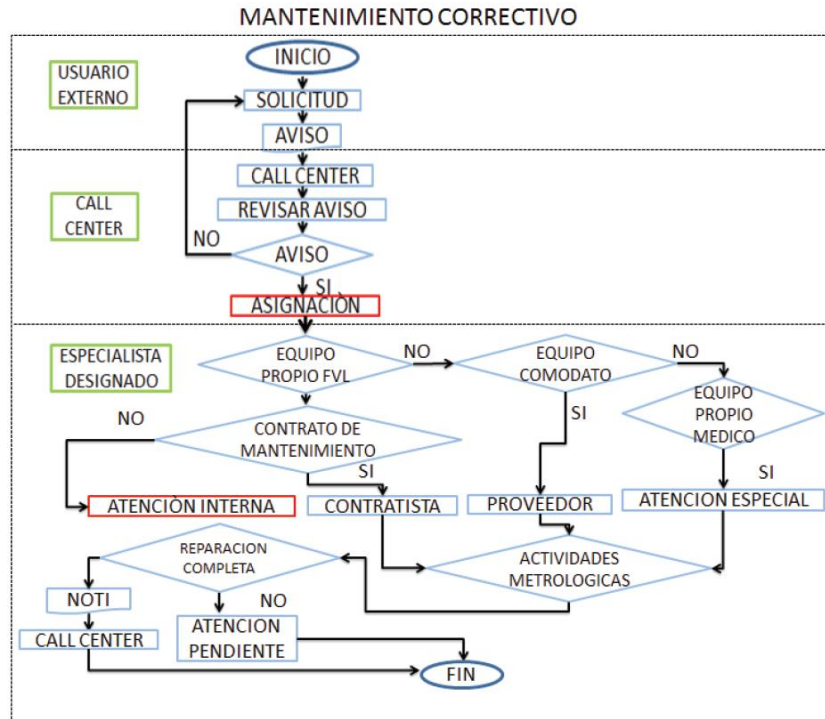 MANTENIMIENTO CORRECTIVO
USUARIO
EXTERNO
INICIO
SOLICITUD
AVISO
CALL
CENTER
CALL CENTER
REVISAR AVISO
NO
AVISO
SI
ASIGNACIÒN
ESPECIALISTA
DESIGNADO
EQUIPO
PROPIO FVL
NO
EQUIPO
COMODATO
NO
EQUIPO
PROPIO
MEDICO
NO
CONTRATO DE
MANTENIMIENTO
SI
SI
SI
ATENCIÒN INTERNA
CONTRATISTA
PROVEEDOR
ATENCION ESPECIAL
REPARACION
COMPLETA
ACTIVIDADES
METROLOGICAS
NOTI
NO
CALL CENTER
ATENCION
PENDIENTE
FIN